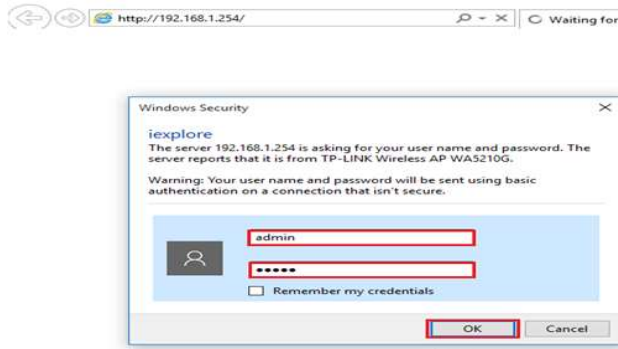 http://192.168.1.254/
Waiting for
Windows Security
iexplore
The server 192.168.1.254 is asking for your user name and password. The
server reports that it is from TP-LINK Wireless AP WA5210G.
Warning: Your user name and password will be sent using basic
authentication on a connection that isn't secure.
admin
•••••
Remember my credentials
OK
Cancel